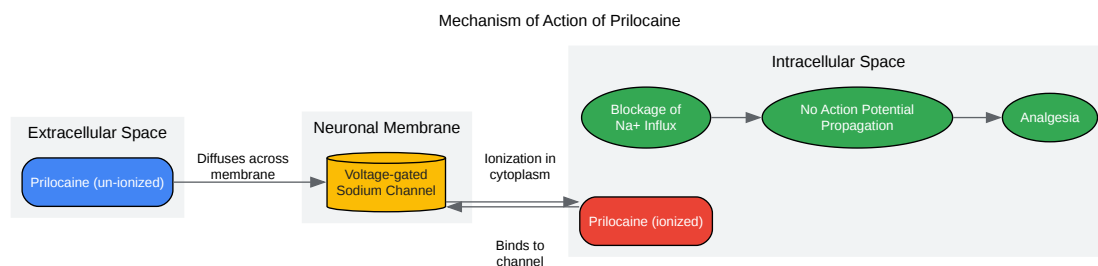 Mechanism of Action of Prilocaine
Extracellular Space
Prilocaine (un-ionized)
Diffuses across
membrane
Neuronal Membrane
Voltage-gated
Sodium Channel
Ionization in
cytoplasm
Binds to
channel
Intracellular Space
Blockage of
Na+ Influx
No Action Potential
Propagation
Analgesia
Prilocaine (ionized)